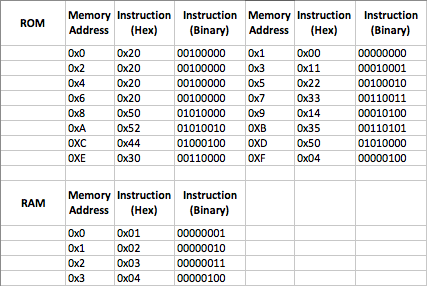 ROM Memory Address Instruction (Hex) Instruction (Binary) Memory Address Instruction (Hex) Instruction (Binary)
0x0 0x20 00100000 0x1 0x00 00000000
0x2 0x20 00100000 0x3 0x11 00010001
0x4 0x20 00100000 0x5 0x22 00100010
0x6 0x20 00100000 0x7 0x33 00110011
0x8 0x50 01010000 0x9 0x14 00010100
0xA 0x52 01010010 0XB 0x35 00110101
0XC 0x44 01000100 0XD 0x50 01010000
0XE 0x30 00110000 0XF 0x04 00000100
RAM Memory Address Instruction (Hex) Instruction (Binary)
0x0 0x01 00000001
0x1 0x02 00000010
0x2 0x03 00000011
0x3 0x04 00000100